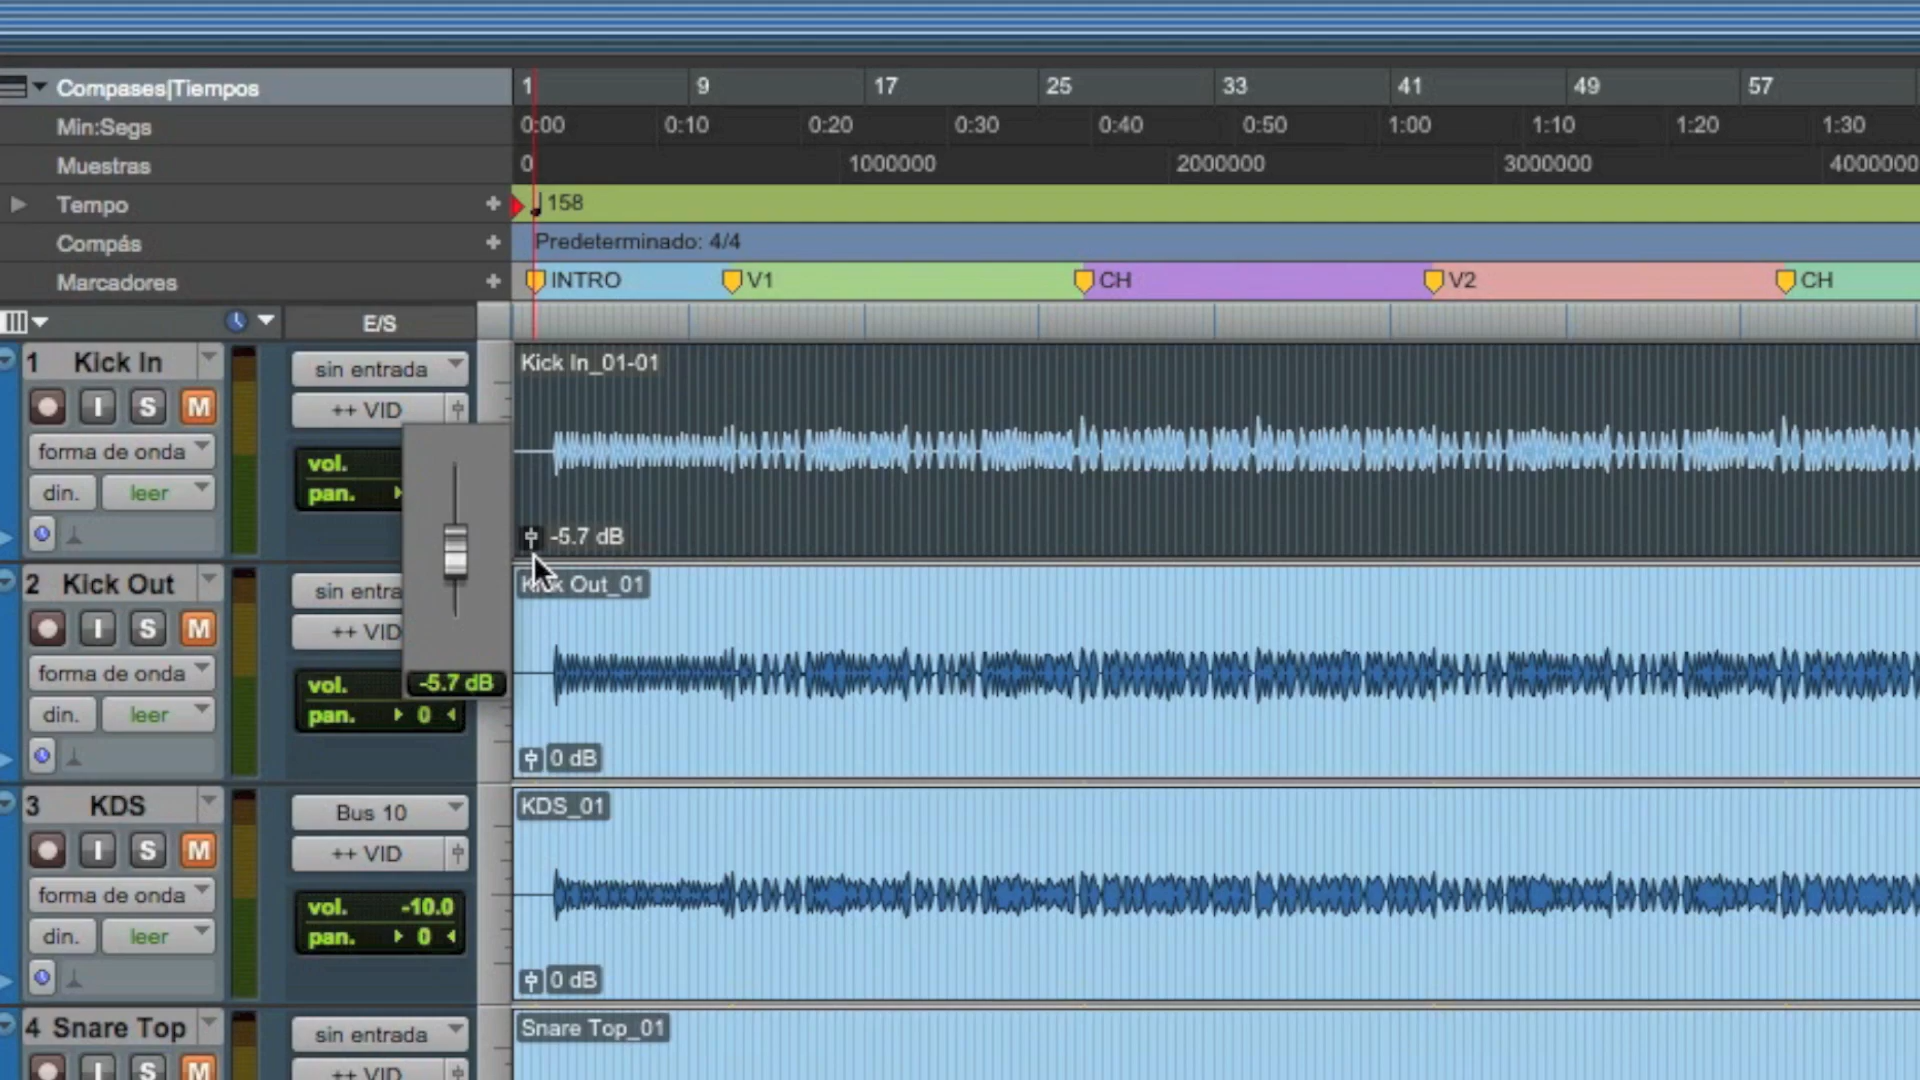 Compases|Tiempos 1 9 17 25 33 41 49 57
Min:Segs 0:00 0:10 0:20 0:30 0:40 0:50 1:00 1:10 1:20 1:30
Muestras 0 1000000 2000000 3000000 4000000
Tempo + 158
Compás + Predeterminado: 4/4
Marcadores + INTRO V1 CH V2 CH
E/S
1 Kick In sin entrada Kick In_01-01
I S M ++ VID
forma de onda vol.
din. leer pan.
-5.7 dB
2 Kick Out sin entra Kick Out_01
I S M ++ VID
forma de onda vol. -5.7 dB
din. leer pan. 0
0 dB
3 KDS Bus 10 KDS_01
I S M ++ VID
forma de onda vol. -10.0
din. leer pan. 0
0 dB
4 Snare Top sin entrada Snare Top_01
I S M ++ VID